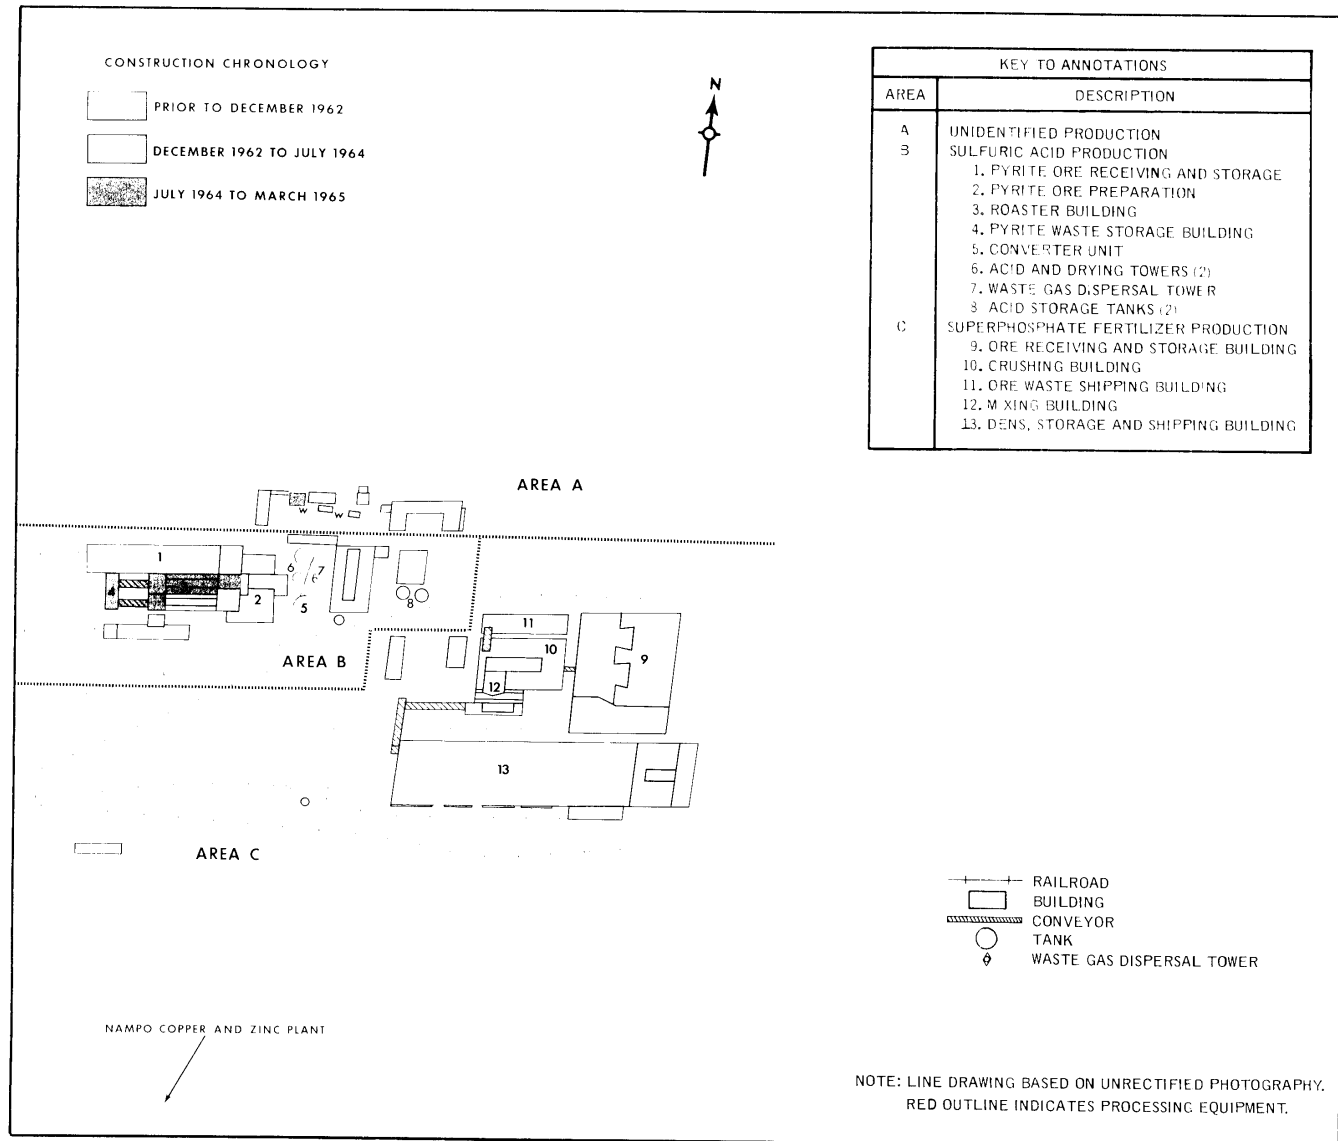 CONSTRUCTION CHRONOLOGY
PRIOR TO DECEMBER 1962
DECEMBER 1962 TO JULY 1964
JULY 1964 TO MARCH 1965
N
KEY TO ANNOTATIONS
AREA DESCRIPTION
A UNIDENTIFIED PRODUCTION
B SULFURIC ACID PRODUCTION
1. PYRITE ORE RECEIVING AND STORAGE
2. PYRITE ORE PREPARATION
3. ROASTER BUILDING
4. PYRITE WASTE STORAGE BUILDING
5. CONVERTER UNIT
6. ACID AND DRYING TOWERS (2)
7. WASTE GAS DISPERSAL TOWER
8 ACID STORAGE TANKS (2)
C SUPERPHOSPHATE FERTILIZER PRODUCTION
9. ORE RECEIVING AND STORAGE BUILDING
10. CRUSHING BUILDING
11. ORE WASTE SHIPPING BUILDING
12. MIXING BUILDING
13. DENS, STORAGE AND SHIPPING BUILDING
AREA A
W W
1
6 7
6
4
2 5 8
11
10
9
AREA B
12
13
AREA C
RAILROAD
BUILDING
CONVEYOR
TANK
WASTE GAS DISPERSAL TOWER
NAMPO COPPER AND ZINC PLANT
NOTE: LINE DRAWING BASED ON UNRECTIFIED PHOTOGRAPHY.
RED OUTLINE INDICATES PROCESSING EQUIPMENT.